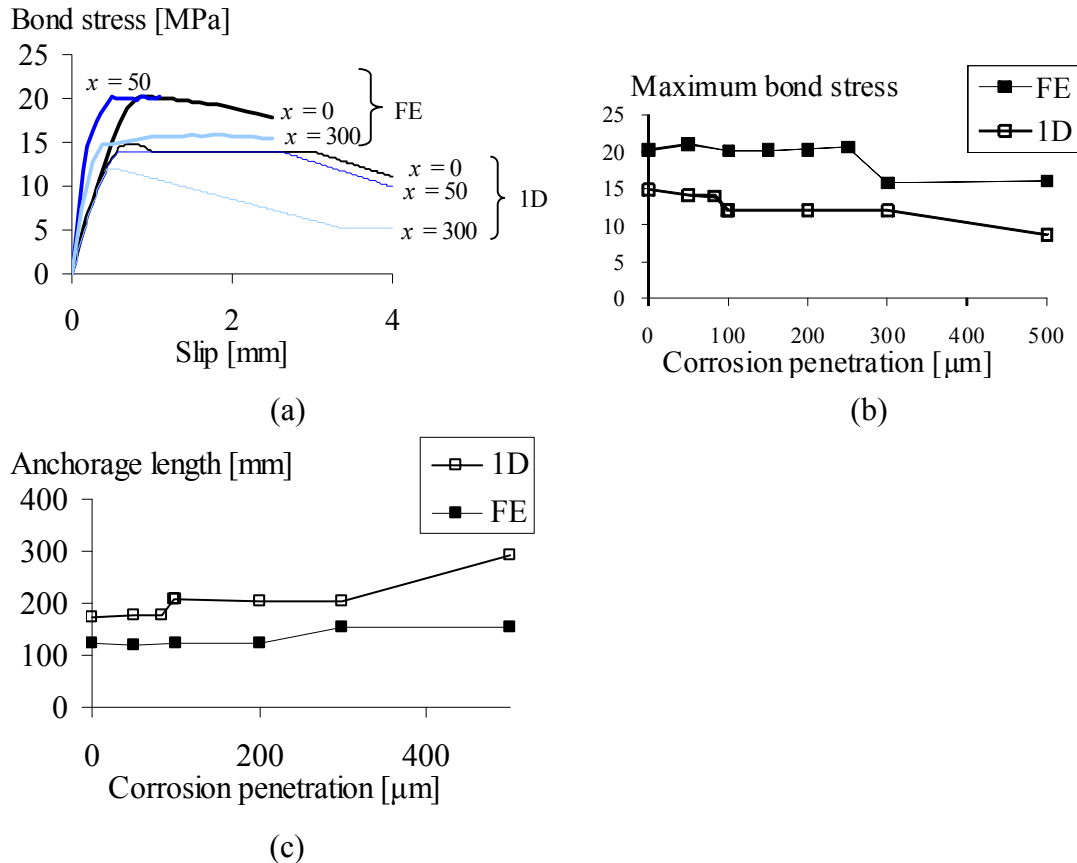 Bond stress [MPa]
25
20
15
10
5
0
x = 50
x = 0
x = 300
FE
x = 0
x = 50
x = 300
1D
0 2 4
Slip [mm]
(a)
Maximum bond stress
FE
1D
25
20
15
10
5
0
0 100 200 300 400 500
Corrosion penetration [μm]
(b)
Anchorage length [mm]
1D
FE
400
300
200
100
0
0 200 400
Corrosion penetration [μm]
(c)